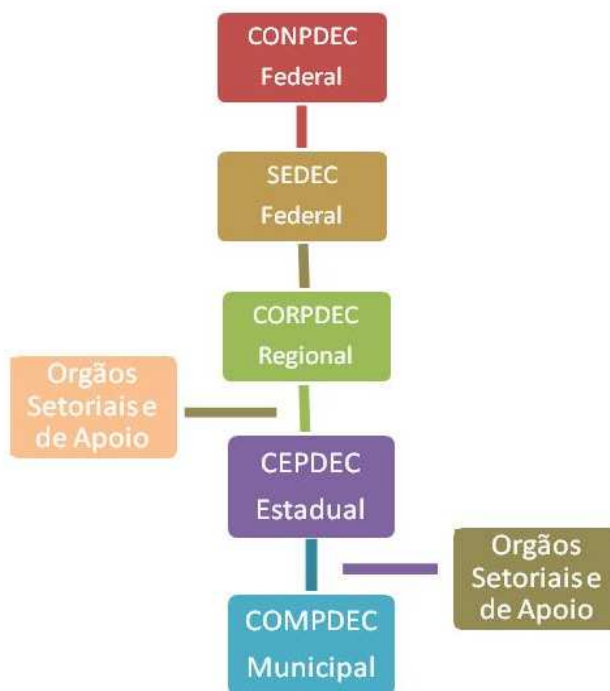 CONPDEC
Federal
SEDEC
Federal
CORPDEC
Regional
Orgãos
Setoriais e
de Apoio
CEPDEC
Estadual
Orgãos
Setoriais e
de Apoio
COMPDEC
Municipal